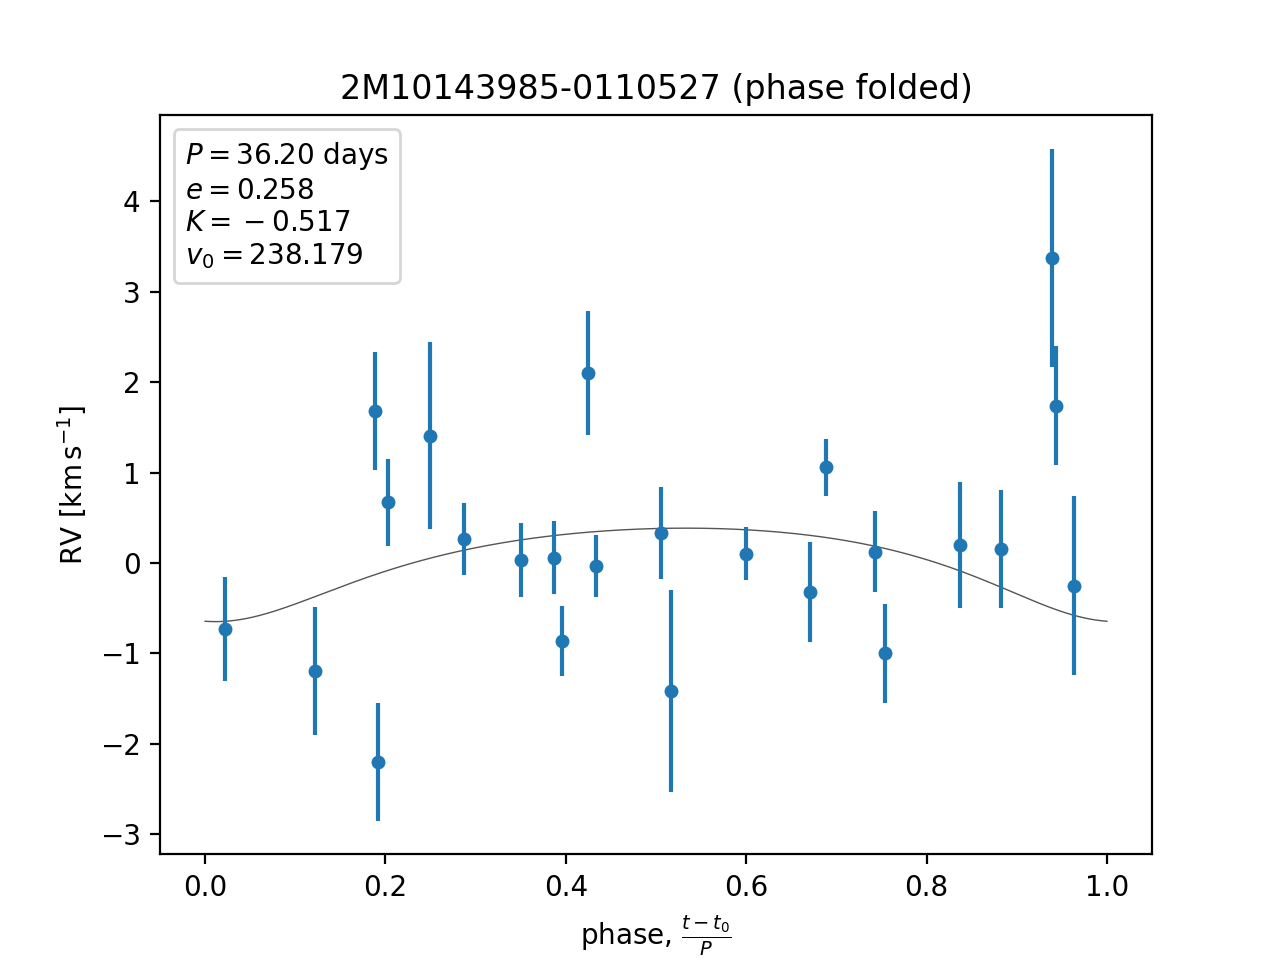 2M10143985-0110527 (phase folded)
P = 36.20 days
e = 0.258
K = − 0.517
v₀ = 238.179
RV [km s⁻¹]
4
3
2
1
0
−1
−2
−3
0.0 0.2 0.4 0.6 0.8 1.0
phase, (t − t₀)/P